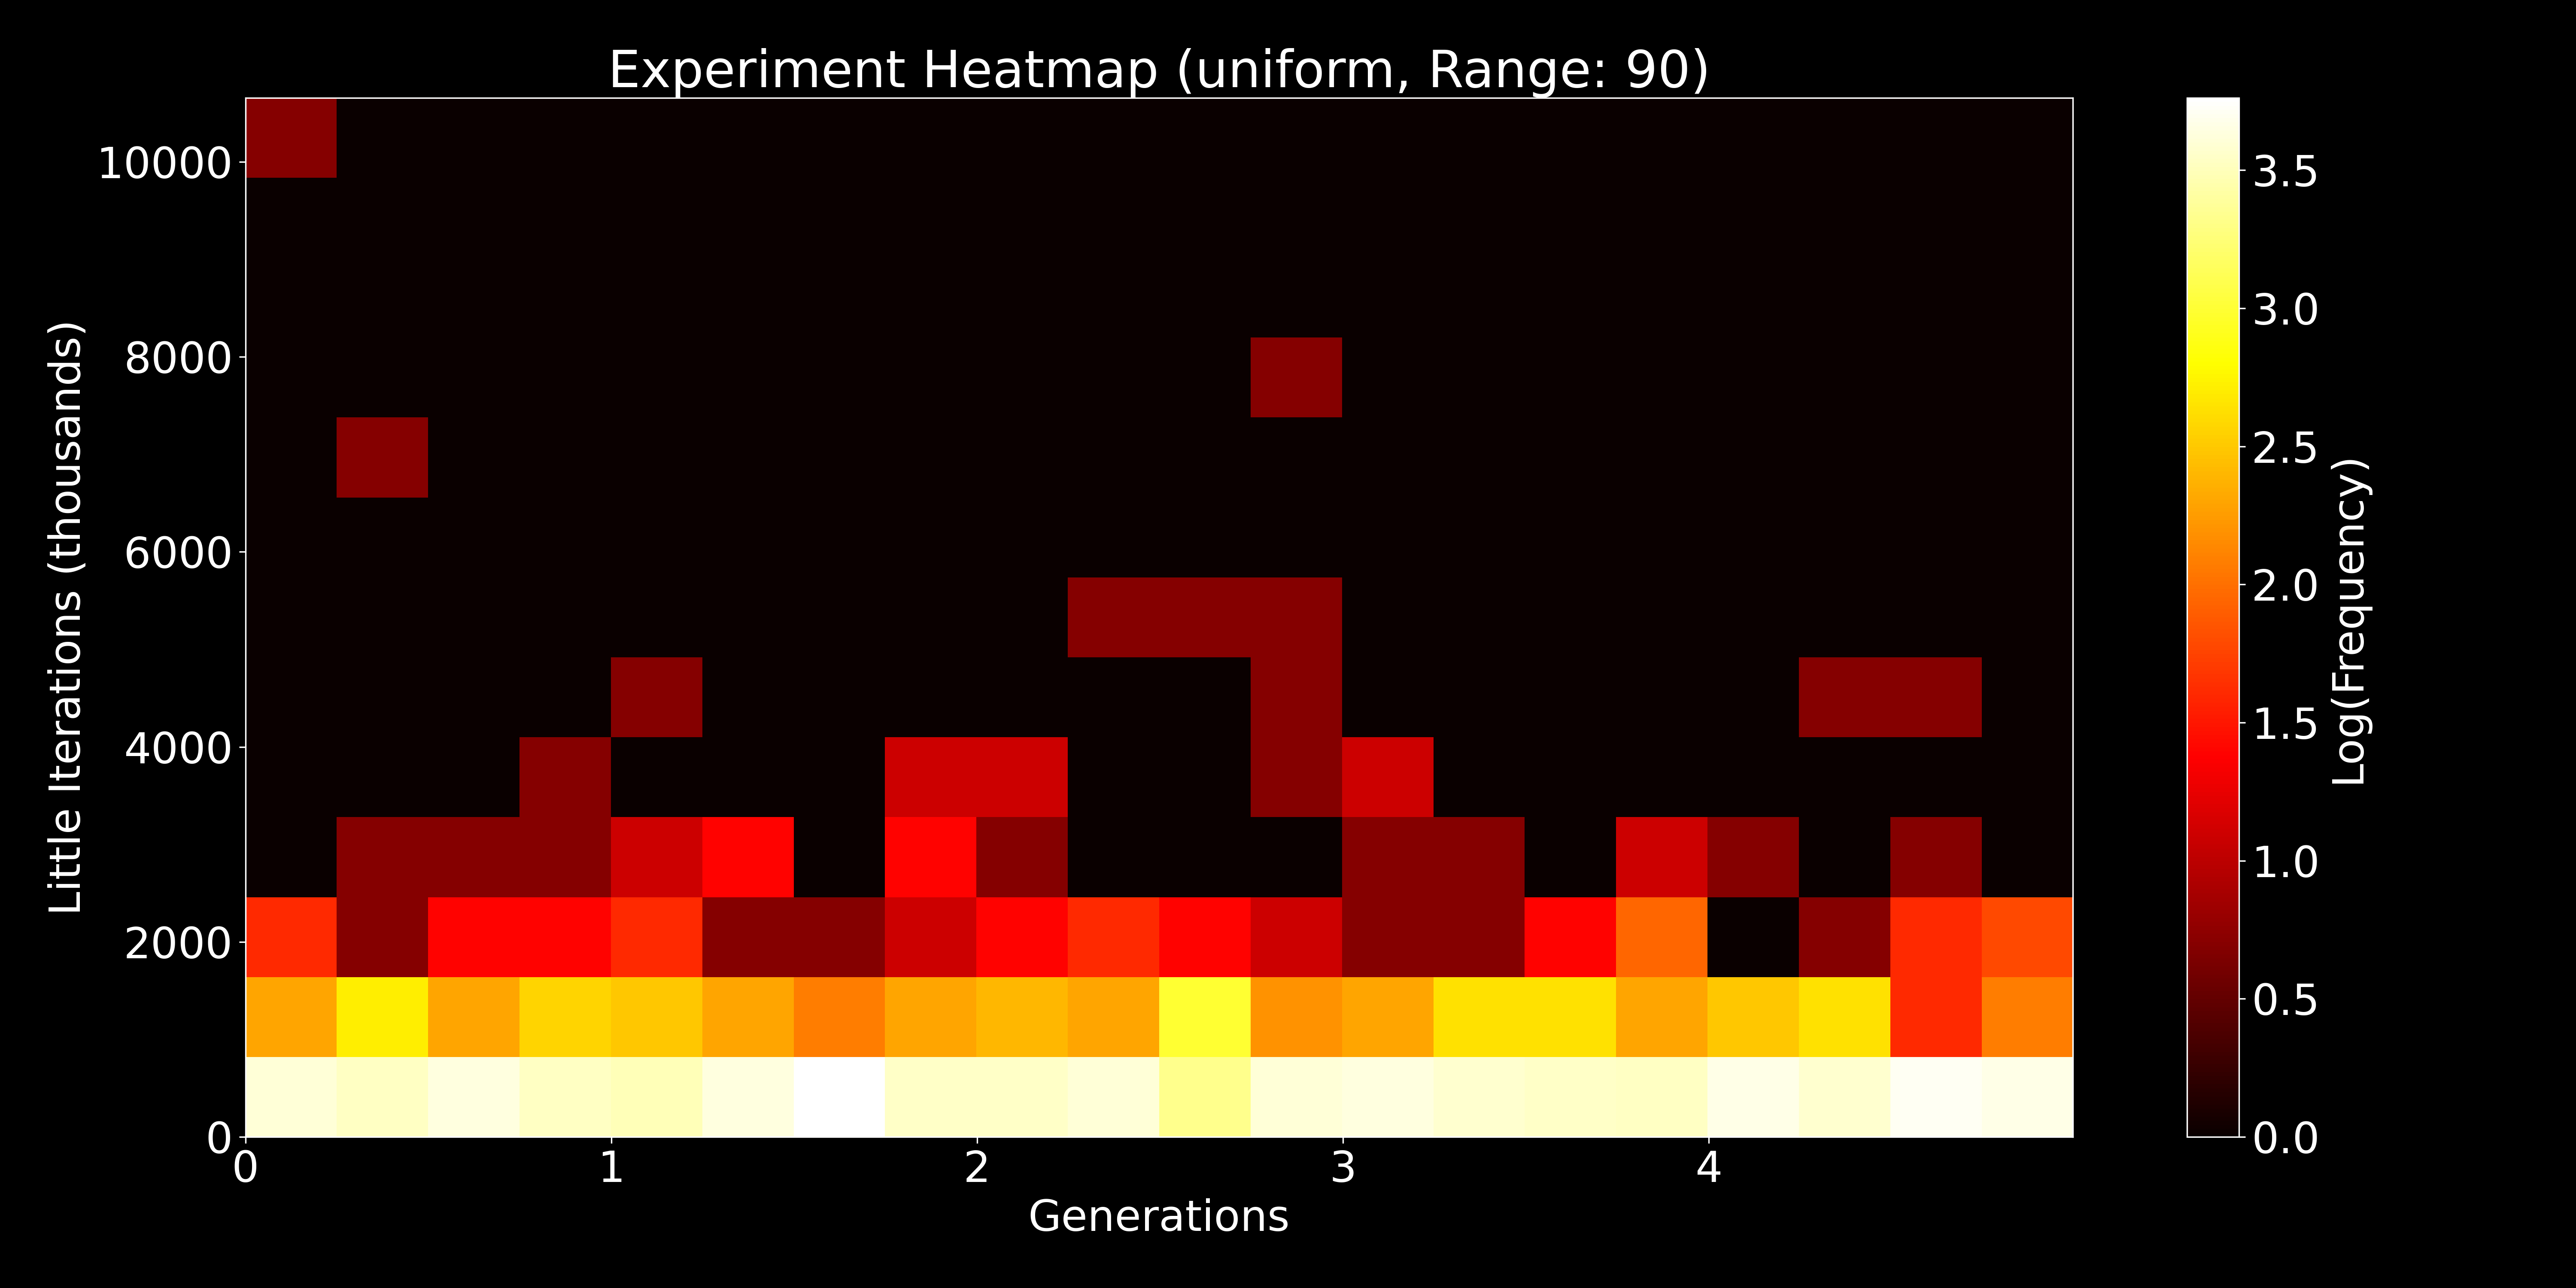 Experiment Heatmap (uniform, Range: 90)
Little Iterations (thousands)
10000
8000
6000
4000
2000
0
0 1 2 3 4
Generations
3.5
3.0
2.5
2.0
1.5
1.0
0.5
0.0
Log(Frequency)